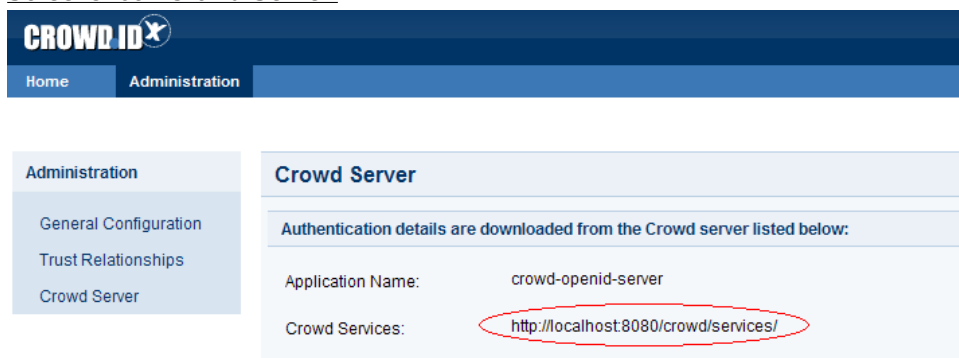 CROWD ID
Home Administration
Administration
General Configuration
Trust Relationships
Crowd Server
Crowd Server
Authentication details are downloaded from the Crowd server listed below:
Application Name: crowd-openid-server
Crowd Services: http://localhost:8080/crowd/services/